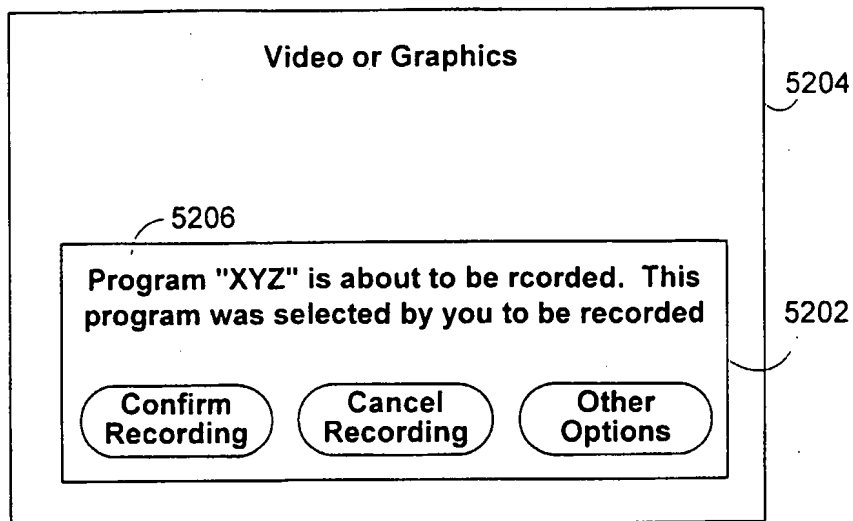 Video or Graphics
5204
5206
Program "XYZ" is about to be rcorded. This
program was selected by you to be recorded
5202
Confirm
Recording
Cancel
Recording
Other
Options